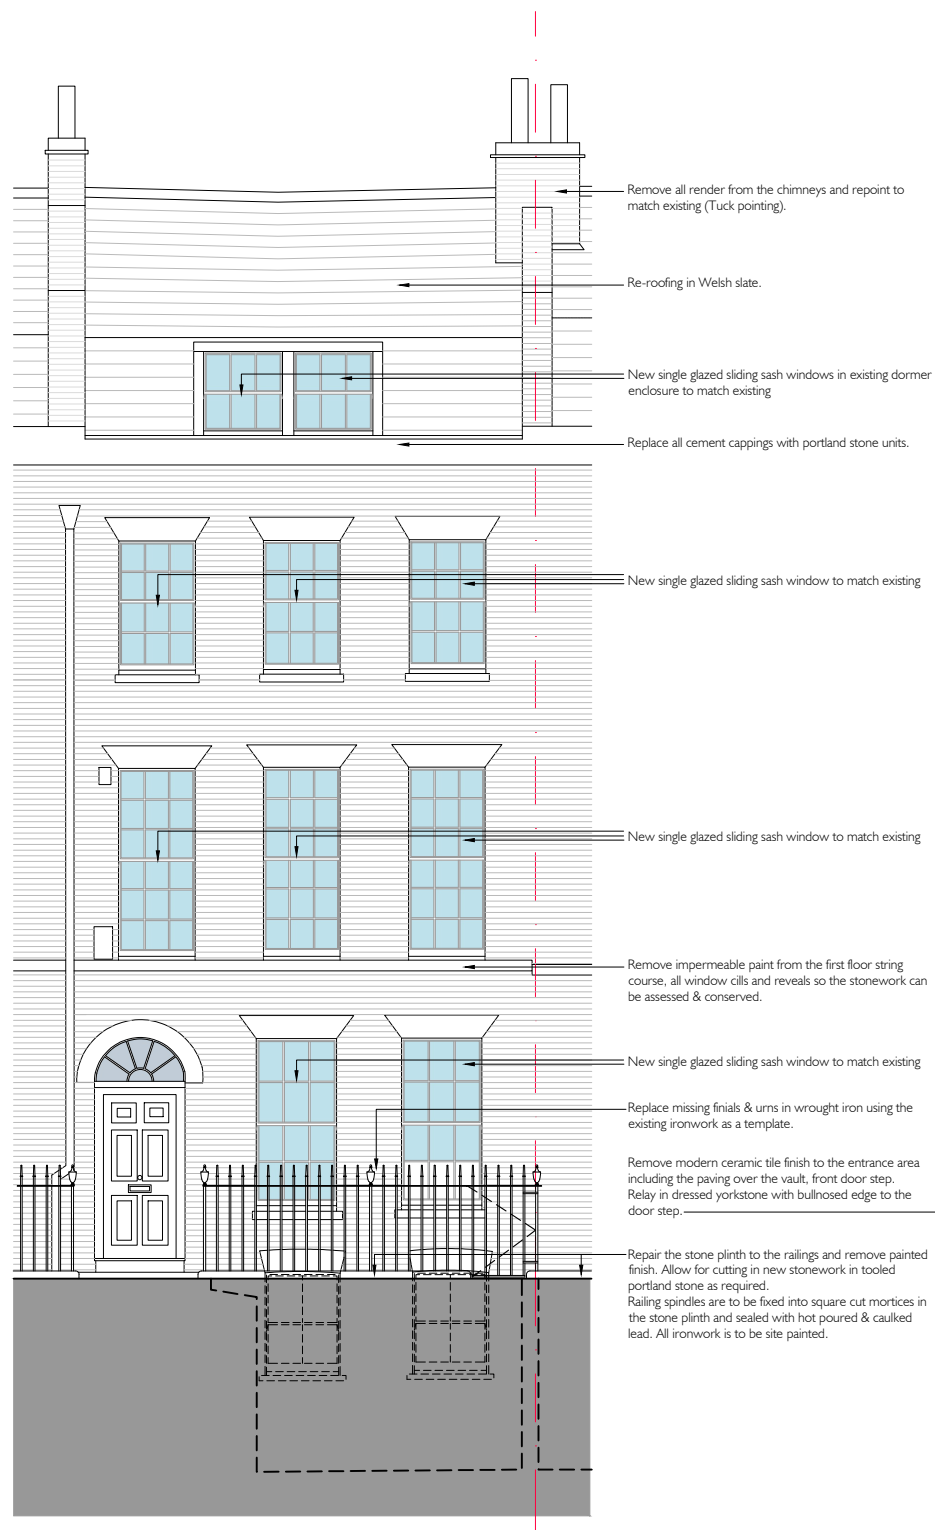 Remove all render from the chimneys and repoint to
match existing (Tuck pointing).
Re-roofing in Welsh slate.
New single glazed sliding sash windows in existing dormer
enclosure to match existing
Replace all cement cappings with portland stone units.
New single glazed sliding sash window to match existing
New single glazed sliding sash window to match existing
Remove impermeable paint from the first floor string
course, all window cills and reveals so the stonework can
be assessed & conserved.
New single glazed sliding sash window to match existing
Replace missing finials & urns in wrought iron using the
existing ironwork as a template.
Remove modern ceramic tile finish to the entrance area
including the paving over the vault, front door step.
Relay in dressed yorkstone with bullnosed edge to the
door step.
Repair the stone plinth to the railings and remove painted
finish. Allow for cutting in new stonework in tooled
portland stone as required.
Railing spindles are to be fixed into square cut mortices in
the stone plinth and sealed with hot poured & caulked
lead. All ironwork is to be site painted.